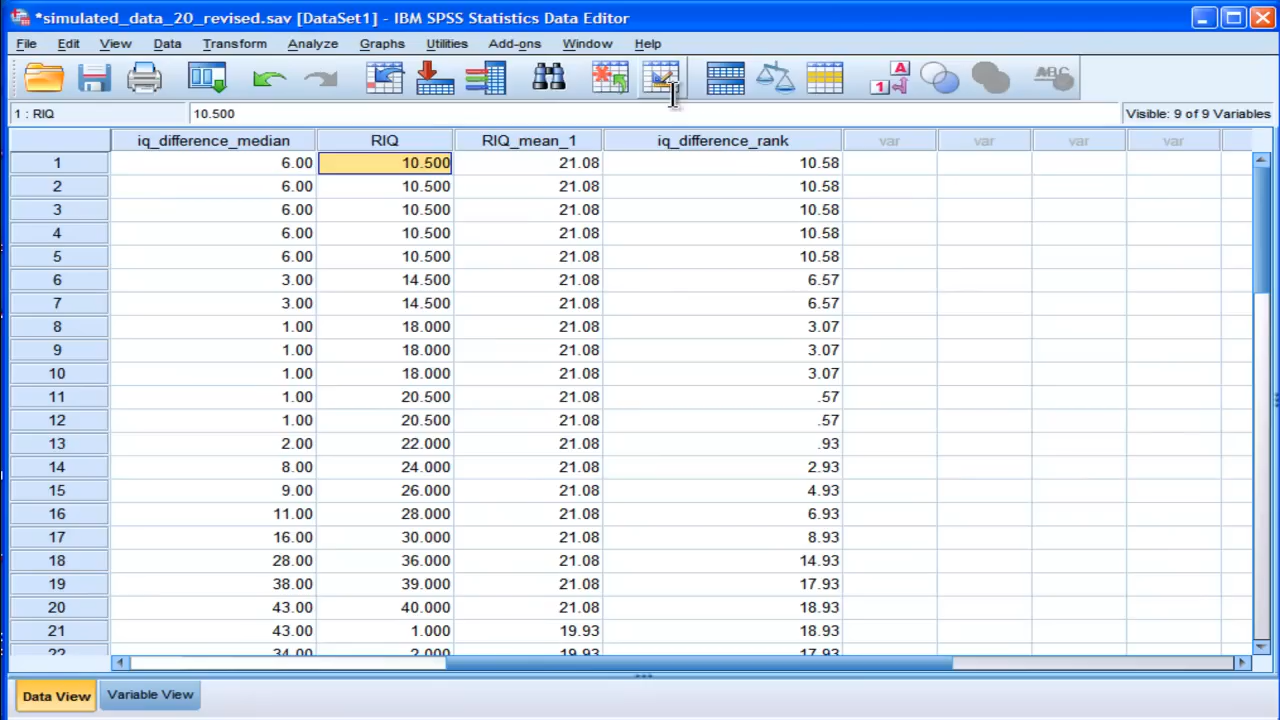 *simulated_data_20_revised.sav [DataSet1] - IBM SPSS Statistics Data Editor
File Edit View Data Transform Analyze Graphs Utilities Add-ons Window Help
1 : RIQ 10.500 Visible: 9 of 9 Variables
iq_difference_median RIQ RIQ_mean_1 iq_difference_rank var var var var
1 6.00 10.500 21.08 10.58
2 6.00 10.500 21.08 10.58
3 6.00 10.500 21.08 10.58
4 6.00 10.500 21.08 10.58
5 6.00 10.500 21.08 10.58
6 3.00 14.500 21.08 6.57
7 3.00 14.500 21.08 6.57
8 1.00 18.000 21.08 3.07
9 1.00 18.000 21.08 3.07
10 1.00 18.000 21.08 3.07
11 1.00 20.500 21.08 .57
12 1.00 20.500 21.08 .57
13 2.00 22.000 21.08 .93
14 8.00 24.000 21.08 2.93
15 9.00 26.000 21.08 4.93
16 11.00 28.000 21.08 6.93
17 16.00 30.000 21.08 8.93
18 28.00 36.000 21.08 14.93
19 38.00 39.000 21.08 17.93
20 43.00 40.000 21.08 18.93
21 43.00 1.000 19.93 18.93
22 34.00 2.000 19.93 17.93
Data View Variable View